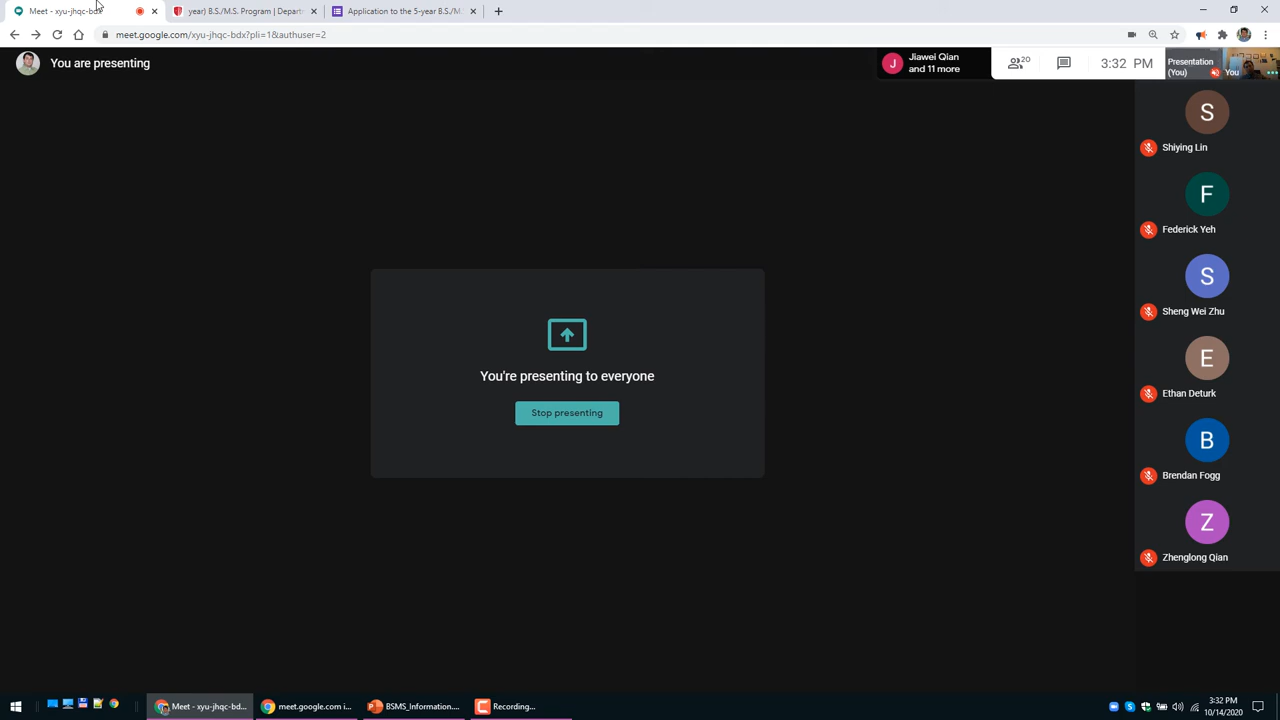 Meet - xyu-jhqc-bdx
year) B.S./M.S. Program | Departm
Application to the 5-year B.S./M.S.
meet.google.com/xyu-jhqc-bdx?pli=1&authuser=2
You are presenting
J
Jiawei Qian
and 11 more
20
3:32 PM
Presentation
(You)
You
S
Shiying Lin
F
Federick Yeh
S
Sheng Wei Zhu
E
Ethan Deturk
B
Brendan Fogg
Z
Zhenglong Qian
You're presenting to everyone
Stop presenting
Meet - xyu-jhqc-bd...
meet.google.com i...
BSMS_Information....
Recording...
3:32 PM
10/14/2020